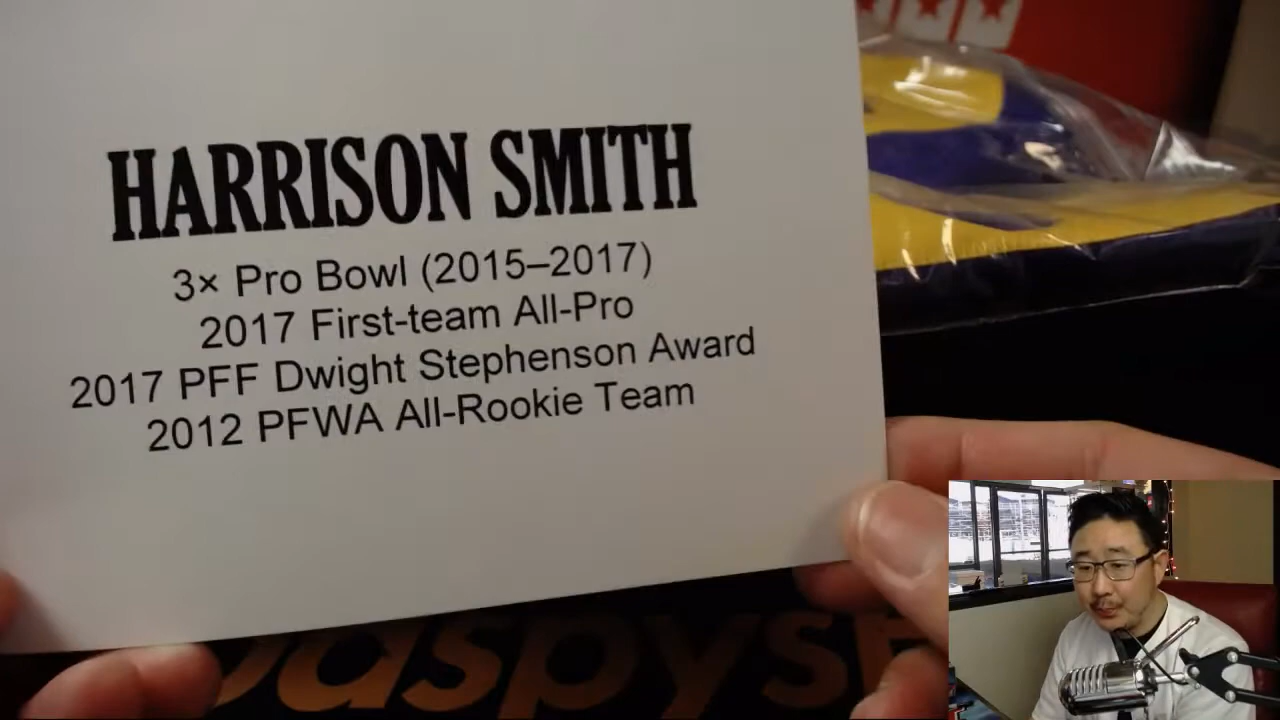 HARRISON SMITH
3× Pro Bowl (2015–2017)
2017 First-team All-Pro
2017 PFF Dwight Stephenson Award
2012 PFWA All-Rookie Team